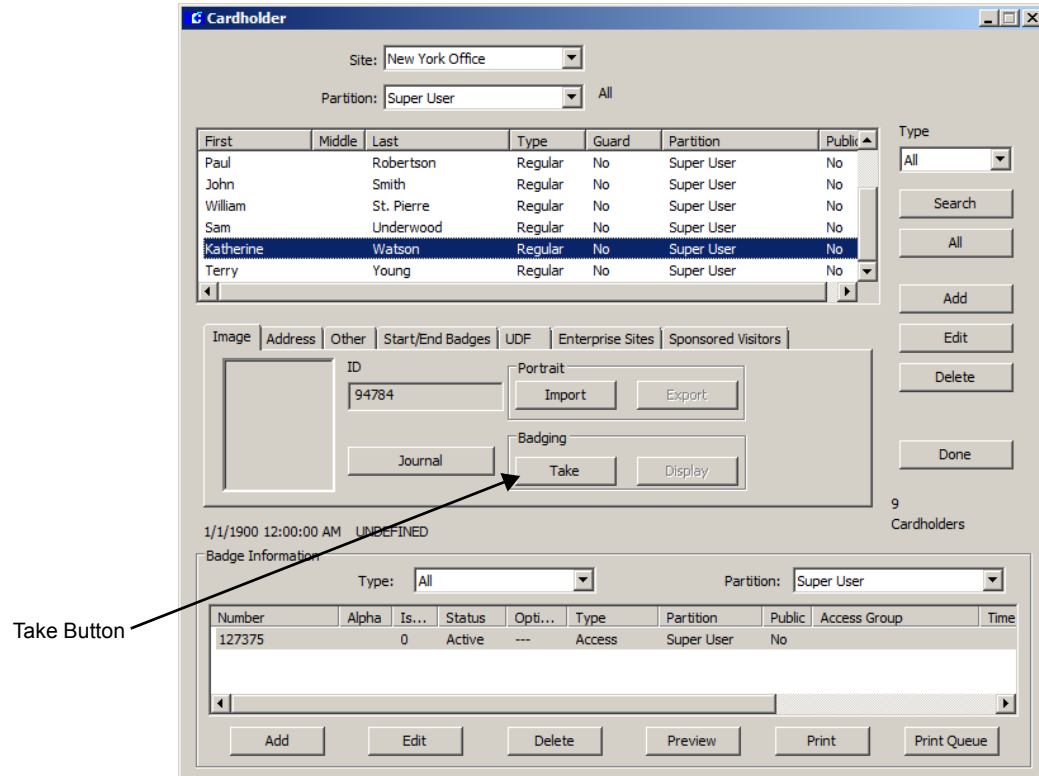 Cardholder
Site: New York Office
Partition: Super User All
First Middle Last Type Guard Partition Public
Paul Robertson Regular No Super User No
John Smith Regular No Super User No
William St. Pierre Regular No Super User No
Sam Underwood Regular No Super User No
Katherine Watson Regular No Super User No
Terry Young Regular No Super User No
Type
All
Search
All
Add
Edit
Delete
Done
9
Cardholders
Image Address Other Start/End Badges UDF Enterprise Sites Sponsored Visitors
ID
94784
Journal
Portrait
Import Export
Badging
Take Display
1/1/1900 12:00:00 AM UNDEFINED
Badge Information
Type: All Partition: Super User
Number Alpha Is... Status Opti... Type Partition Public Access Group Time
127375 0 Active --- Access Super User No
Add Edit Delete Preview Print Print Queue
Take Button